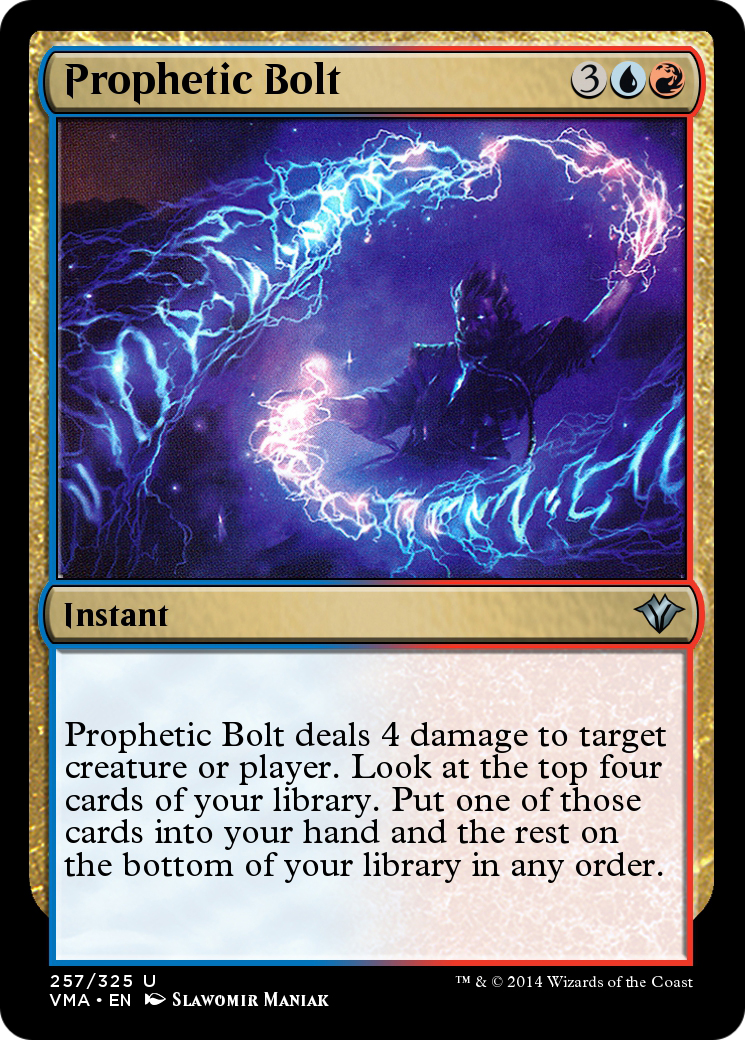 Prophetic Bolt 3
Instant
Prophetic Bolt deals 4 damage to target
creature or player. Look at the top four
cards of your library. Put one of those
cards into your hand and the rest on
the bottom of your library in any order.
257/325 U
VMA • EN Slawomir Maniak
™ & © 2014 Wizards of the Coast